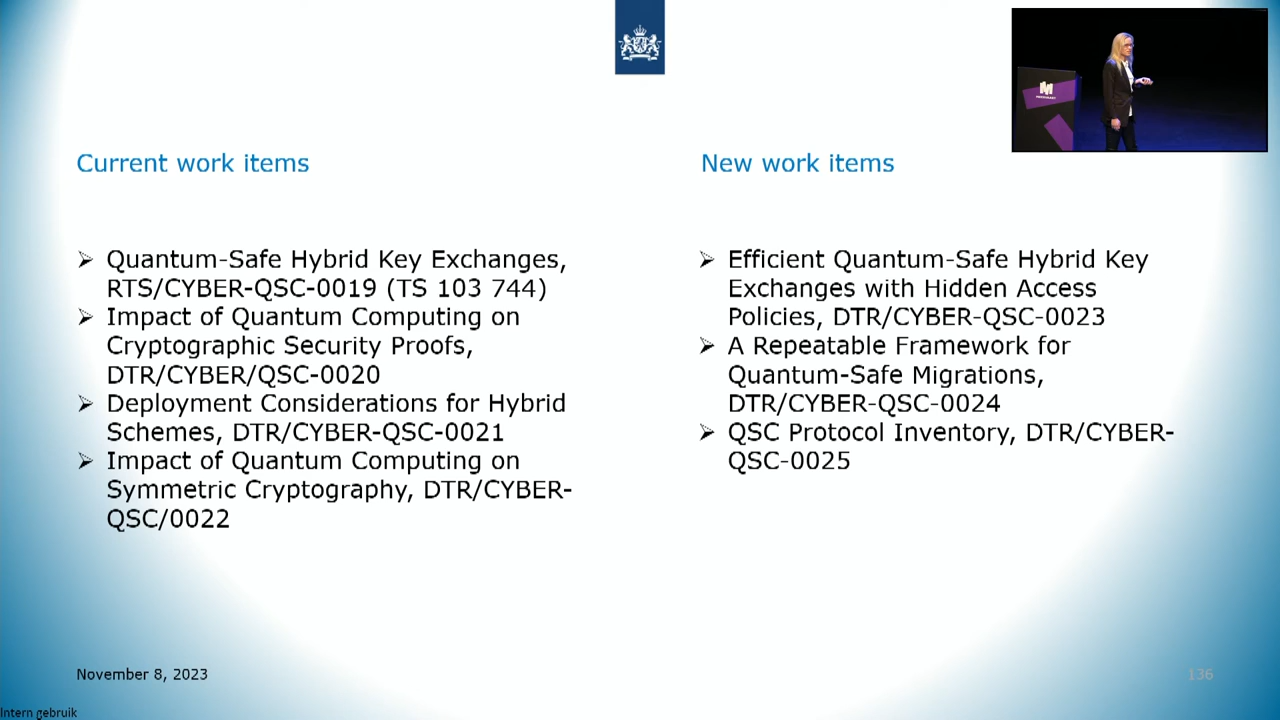 Current work items
Quantum-Safe Hybrid Key Exchanges,
RTS/CYBER-QSC-0019 (TS 103 744)
Impact of Quantum Computing on
Cryptographic Security Proofs,
DTR/CYBER/QSC-0020
Deployment Considerations for Hybrid
Schemes, DTR/CYBER-QSC-0021
Impact of Quantum Computing on
Symmetric Cryptography, DTR/CYBER-
QSC/0022
New work items
Efficient Quantum-Safe Hybrid Key
Exchanges with Hidden Access
Policies, DTR/CYBER-QSC-0023
A Repeatable Framework for
Quantum-Safe Migrations,
DTR/CYBER-QSC-0024
QSC Protocol Inventory, DTR/CYBER-
QSC-0025
November 8, 2023
136
Intern gebruik